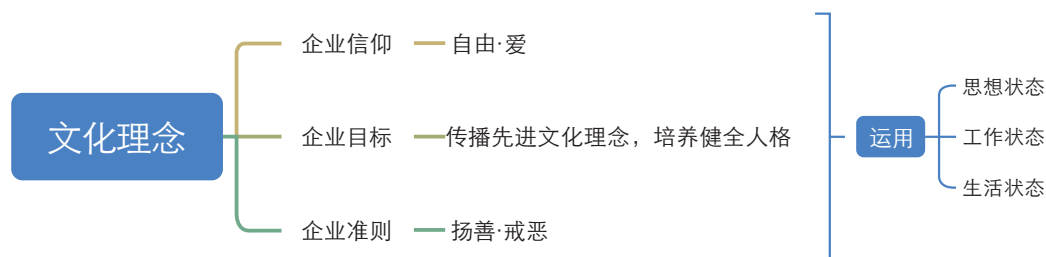 文化理念
企业信仰
自由·爱
企业目标
传播先进文化理念，培养健全人格
企业准则
扬善·戒恶
运用
思想状态
工作状态
生活状态